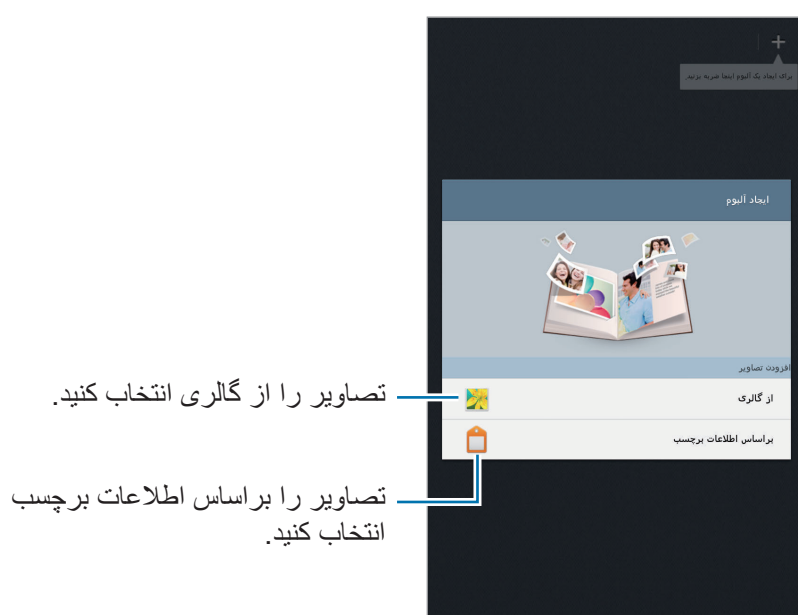 برای ایجاد یک آلبوم اینجا ضربه بزنید.
ایجاد آلبوم
افزودن تصاویر
از گالری
براساس اطلاعات برچسب
تصاویر را از گالری انتخاب کنید.
تصاویر را براساس اطلاعات برچسب
انتخاب کنید.